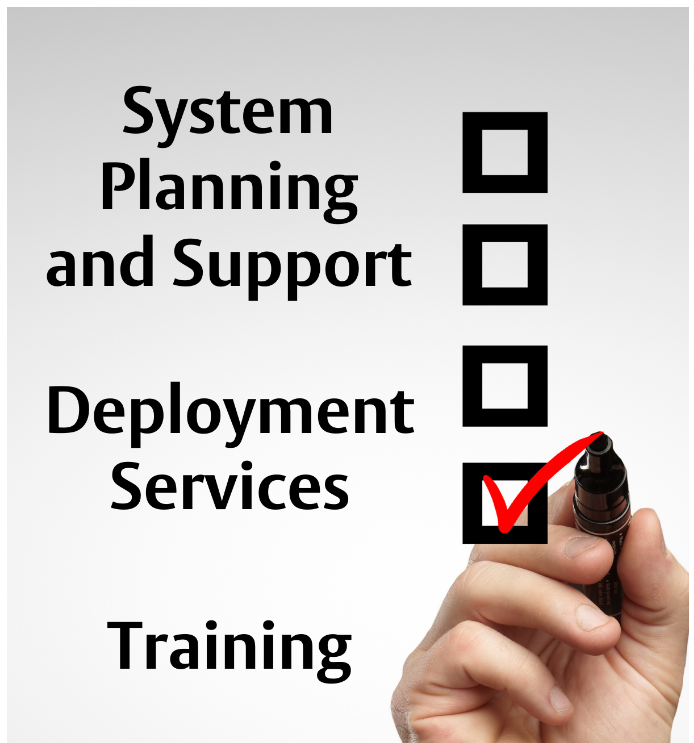 System
Planning
and Support
Deployment
Services
Training